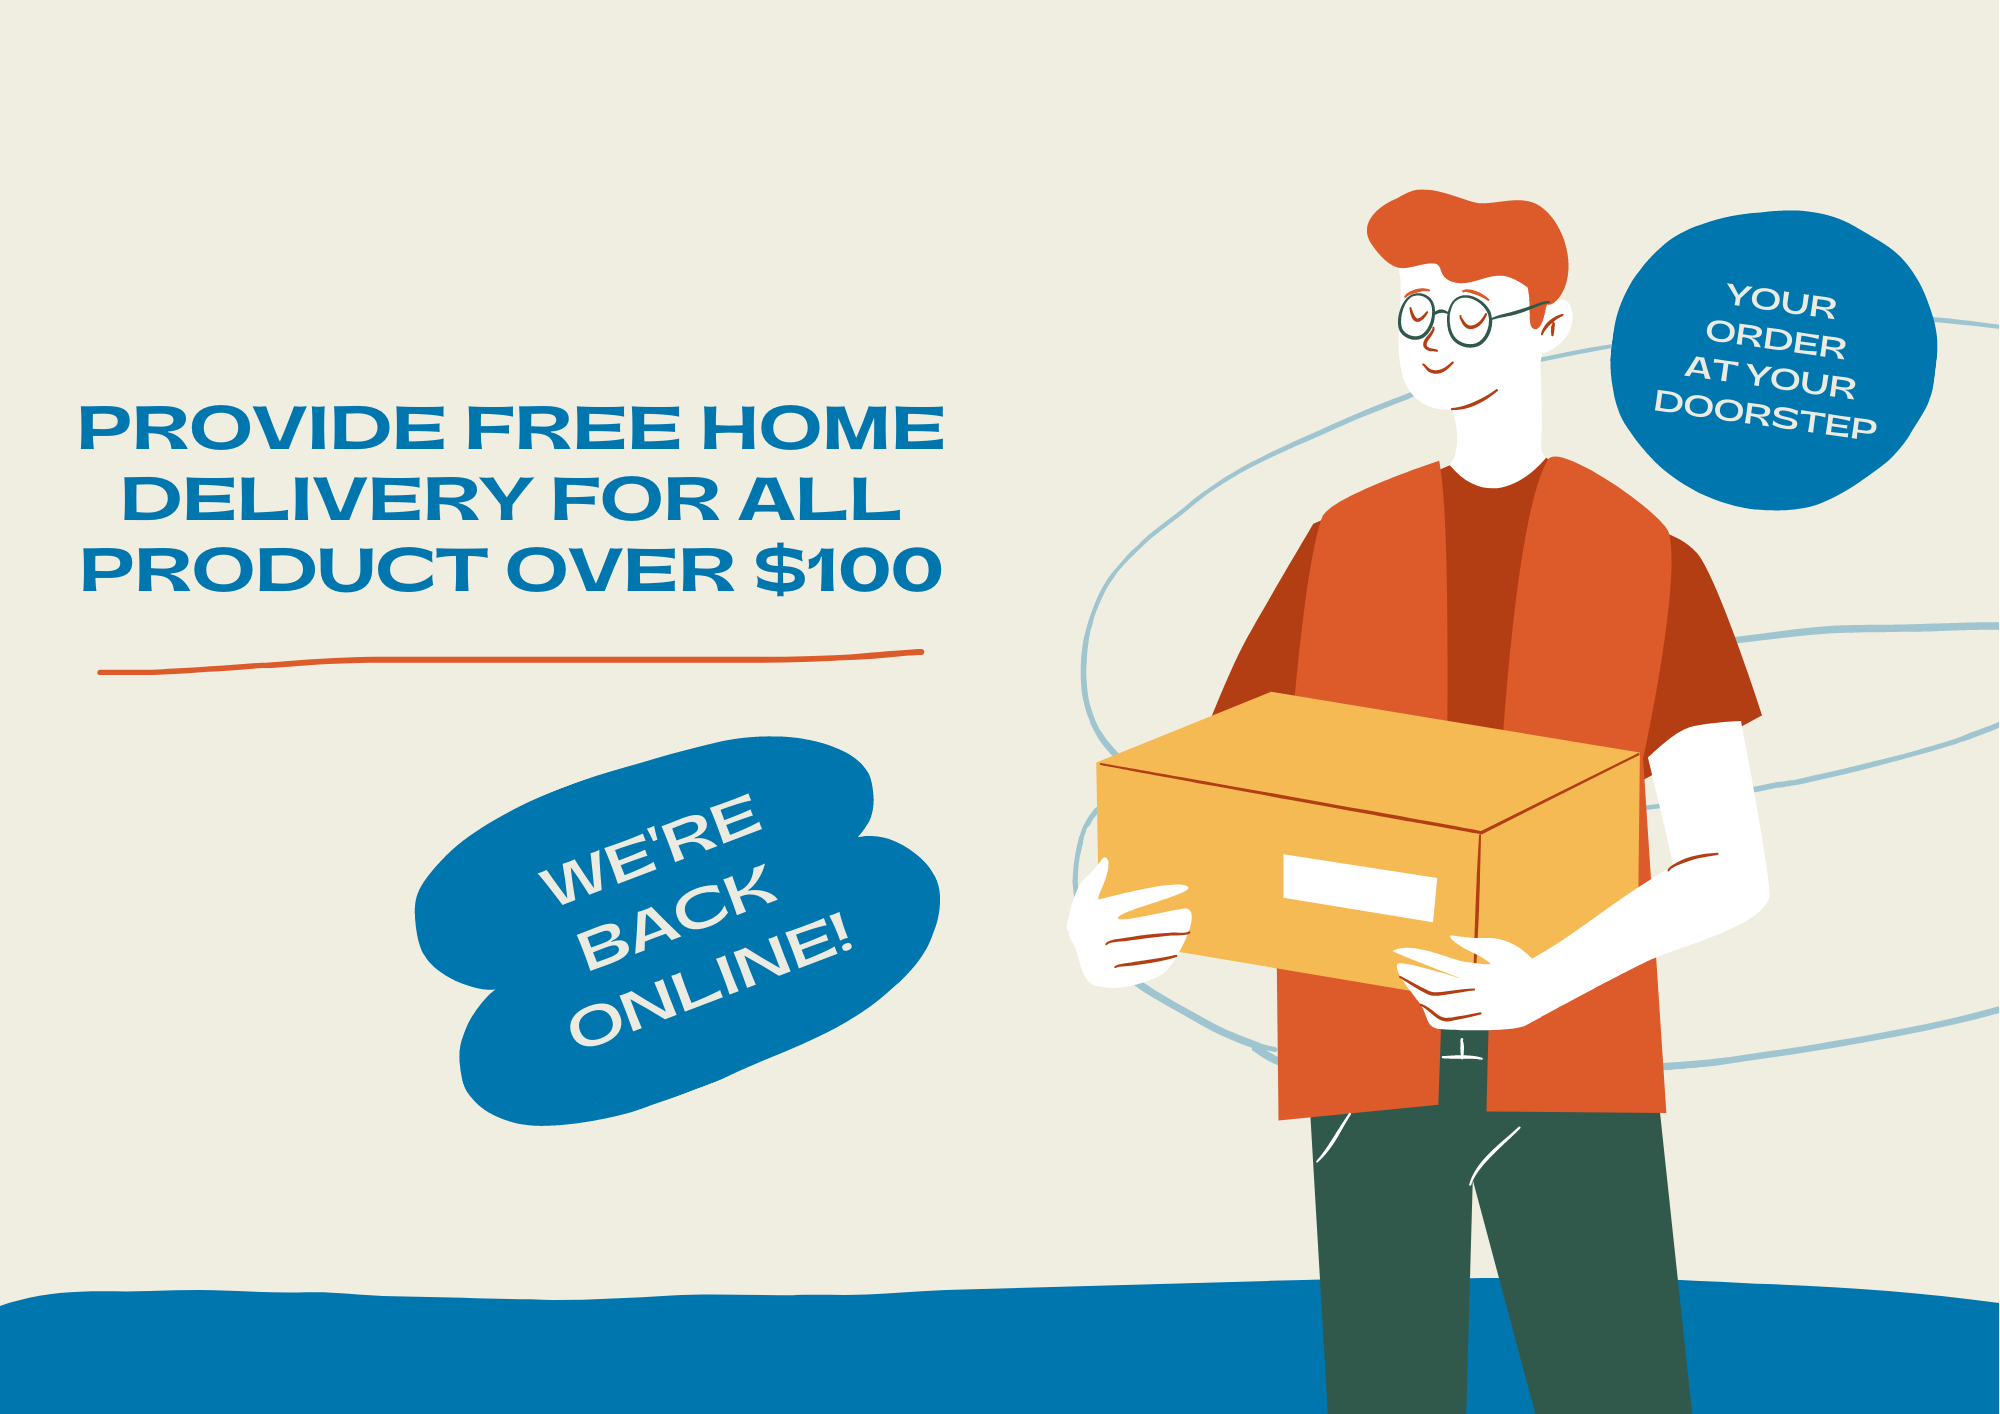 PROVIDE FREE HOME
DELIVERY FOR ALL
PRODUCT OVER $100
WE'RE
BACK
ONLINE!
YOUR
ORDER
AT YOUR
DOORSTEP